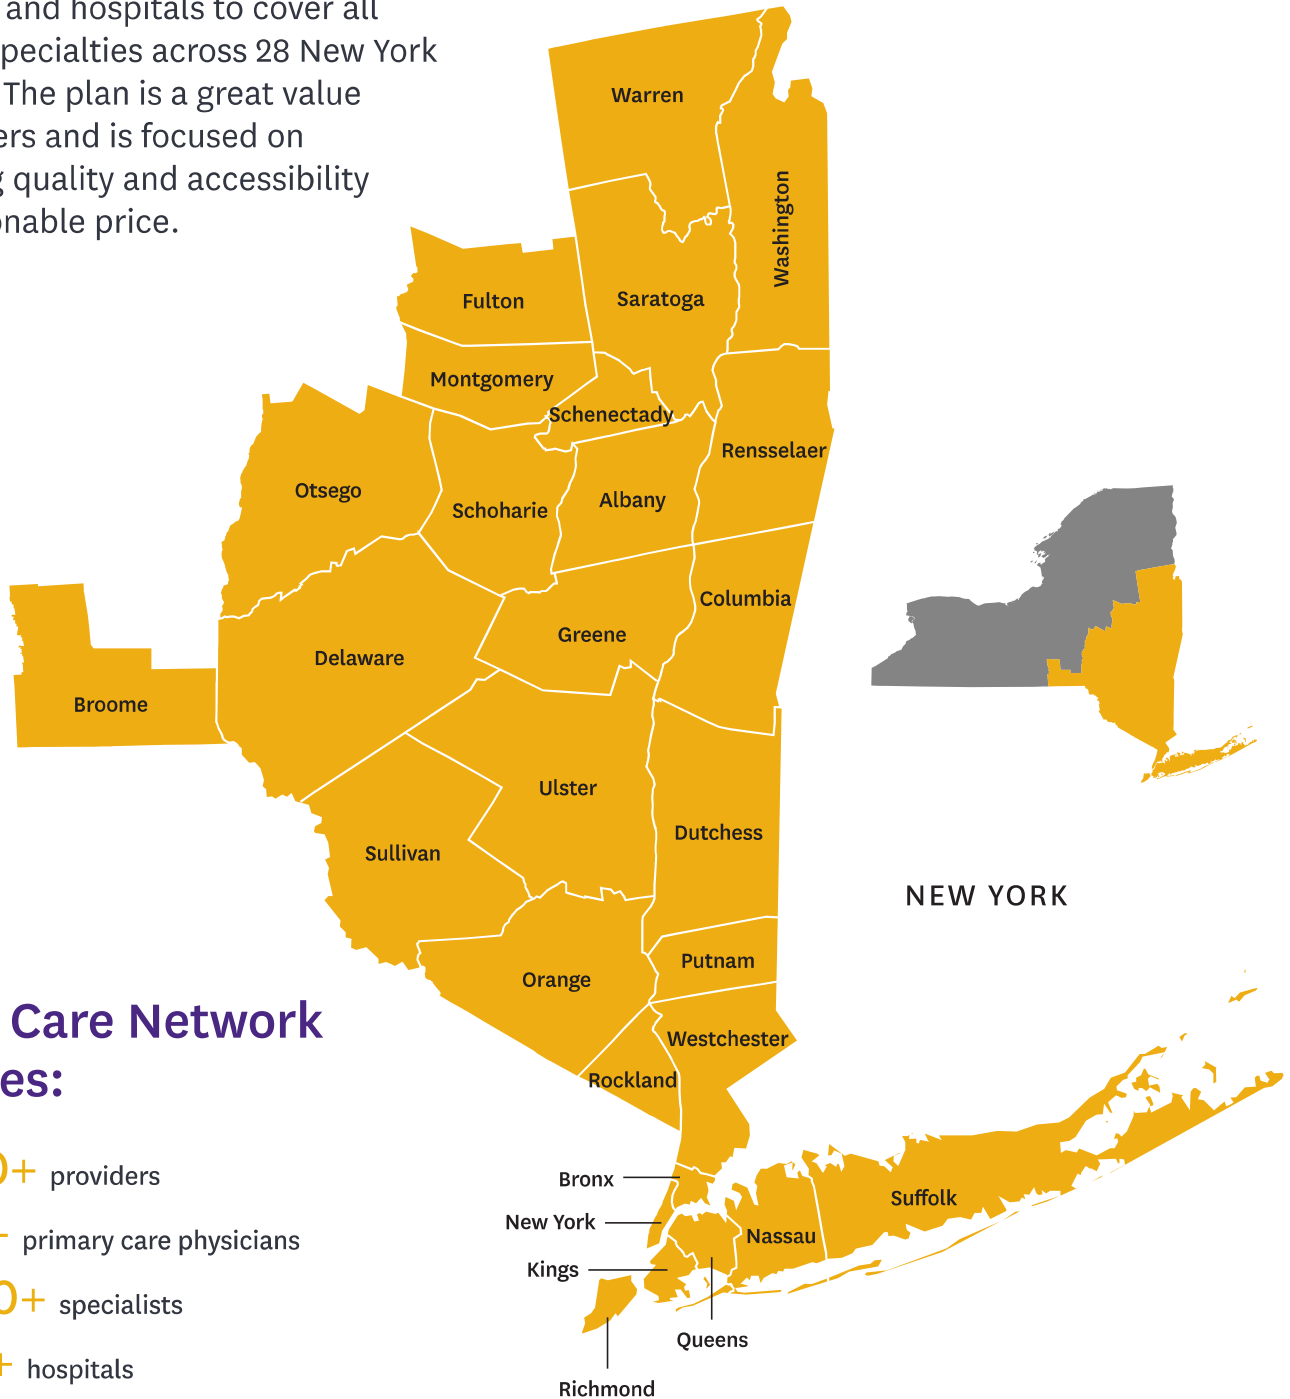 and hospitals to cover all
pecialties across 28 New York
The plan is a great value
ers and is focused on
quality and accessibility
nable price.
Warren
Washington
Fulton
Saratoga
Montgomery
Schenectady
Rensselaer
Otsego
Schoharie
Albany
Columbia
Greene
Delaware
Broome
Ulster
Dutchess
Sullivan
NEW YORK
Putnam
Orange
Care Network
Westchester
es:
Rockland
0+ providers
primary care physicians
0+ specialists
+ hospitals
Bronx
New York
Suffolk
Nassau
Kings
Queens
Richmond